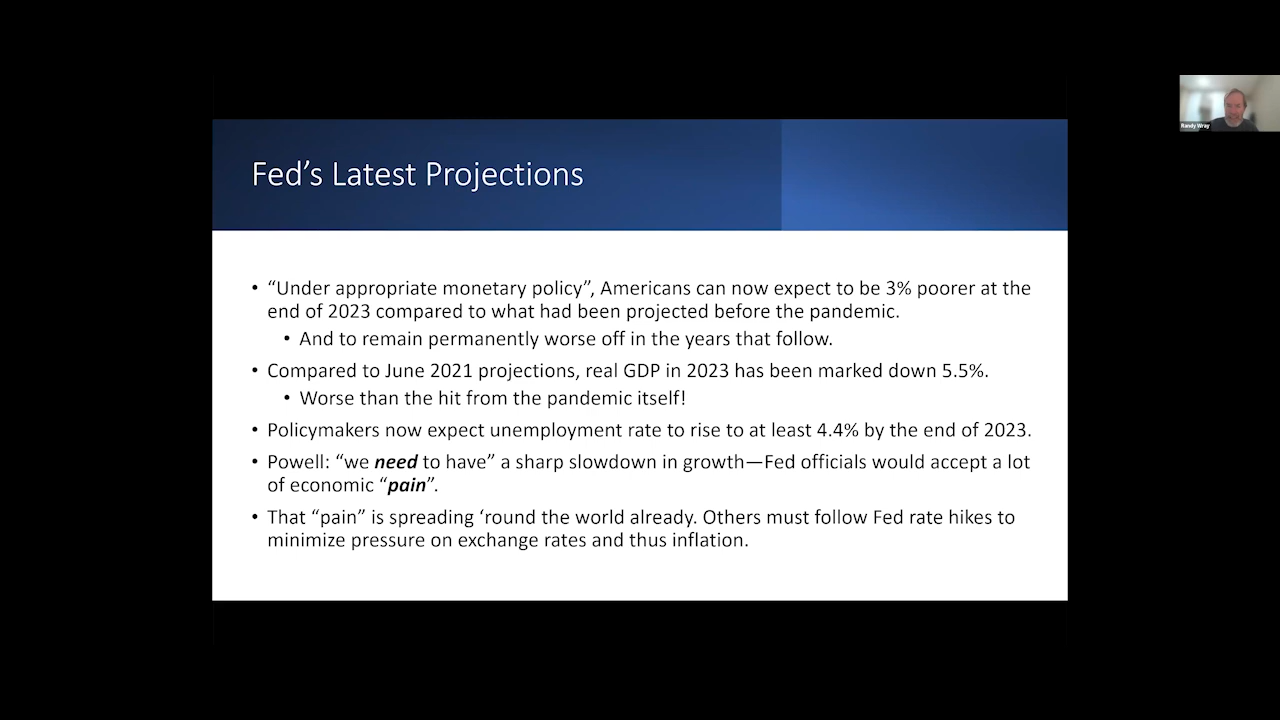 Fed’s Latest Projections
Randy Wray
• “Under appropriate monetary policy”, Americans can now expect to be 3% poorer at the
end of 2023 compared to what had been projected before the pandemic.
• And to remain permanently worse off in the years that follow.
• Compared to June 2021 projections, real GDP in 2023 has been marked down 5.5%.
• Worse than the hit from the pandemic itself!
• Policymakers now expect unemployment rate to rise to at least 4.4% by the end of 2023.
• Powell: “we need to have” a sharp slowdown in growth—Fed officials would accept a lot
of economic “pain”.
• That “pain” is spreading ‘round the world already. Others must follow Fed rate hikes to
minimize pressure on exchange rates and thus inflation.